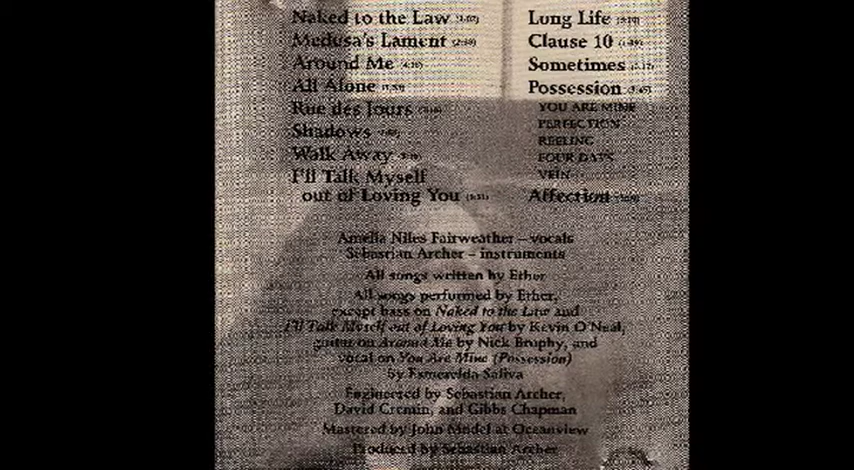 Naked to the Law
Medusa's Lament
Around Me
All Alone
Rue des Jours
Shadows
Walk Away
I'll Talk Myself
out of Loving You
Long Life
Clause 10
Sometimes
Possession
YOU ARE MINE
PERFECTION
REELING
FOUR DAYS
VEIN
Affection
Amelia Niles Fairweather – vocals
Sebastian Archer – instruments
All songs written by Ether
All songs performed by Ether,
except bass on Naked to the Law and
I'll Talk Myself out of Loving You by Kevin O'Neal,
guitar on Around Me by Nick Brophy, and
vocal on You Are Mine (Possession)
by Esmerelda Saliva
Engineered by Sebastian Archer,
David Cremin, and Gibbs Chapman
Mastered by John Model at Oceanview
Produced by Sebastian Archer